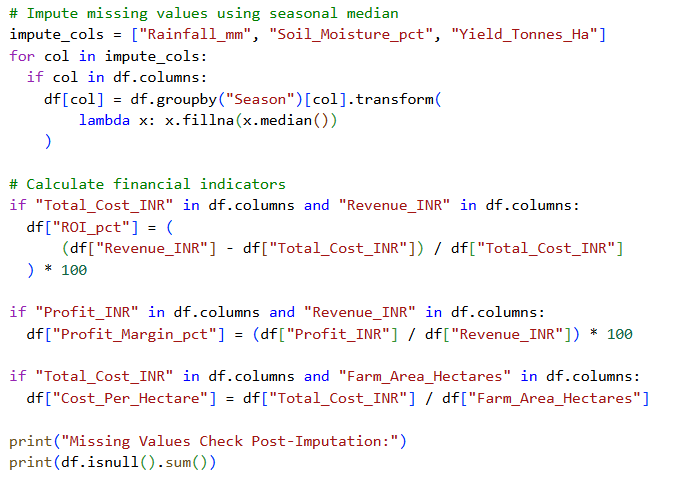 # Impute missing values using seasonal median
impute_cols = ["Rainfall_mm", "Soil_Moisture_pct", "Yield_Tonnes_Ha"]
for col in impute_cols:
  if col in df.columns:
    df[col] = df.groupby("Season")[col].transform(
        lambda x: x.fillna(x.median())
    )

# Calculate financial indicators
if "Total_Cost_INR" in df.columns and "Revenue_INR" in df.columns:
  df["ROI_pct"] = (
      (df["Revenue_INR"] - df["Total_Cost_INR"]) / df["Total_Cost_INR"]
  ) * 100

if "Profit_INR" in df.columns and "Revenue_INR" in df.columns:
  df["Profit_Margin_pct"] = (df["Profit_INR"] / df["Revenue_INR"]) * 100

if "Total_Cost_INR" in df.columns and "Farm_Area_Hectares" in df.columns:
  df["Cost_Per_Hectare"] = df["Total_Cost_INR"] / df["Farm_Area_Hectares"]

print("Missing Values Check Post-Imputation:")
print(df.isnull().sum())